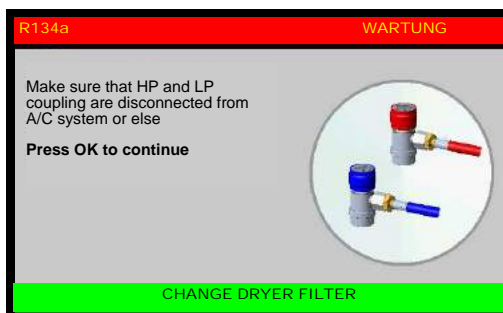 R134a WARTUNG
Make sure that HP and LP
coupling are disconnected from
A/C system or else
Press OK to continue
CHANGE DRYER FILTER